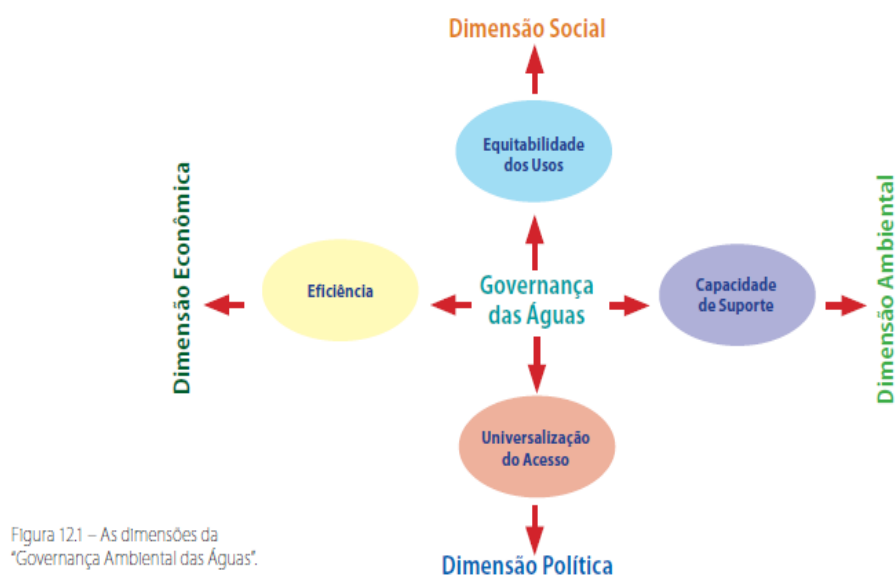 Dimensão Social
Equitabilidade
dos Usos
Dimensão Econômica
Eficiência
Governança
das Águas
Capacidade
de Suporte
Dimensão Ambiental
Universalização
do Acesso
Dimensão Política
Figura 12.1 – As dimensões da
“Governança Ambiental das Águas”.